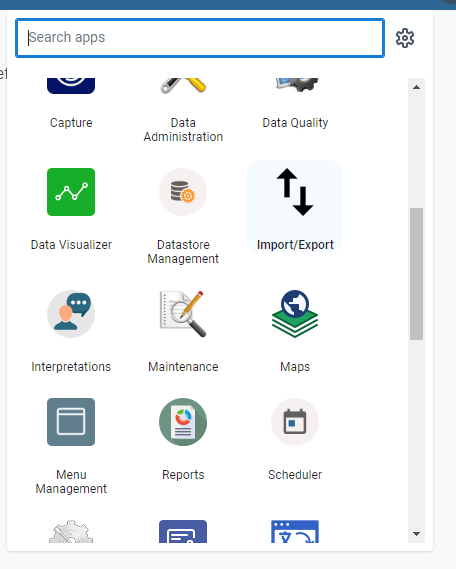 Search apps
ef
Capture
Data
Administration
Data Quality
Data Visualizer
Datastore
Management
Import/Export
Interpretations
Maintenance
Maps
Menu
Management
Reports
Scheduler